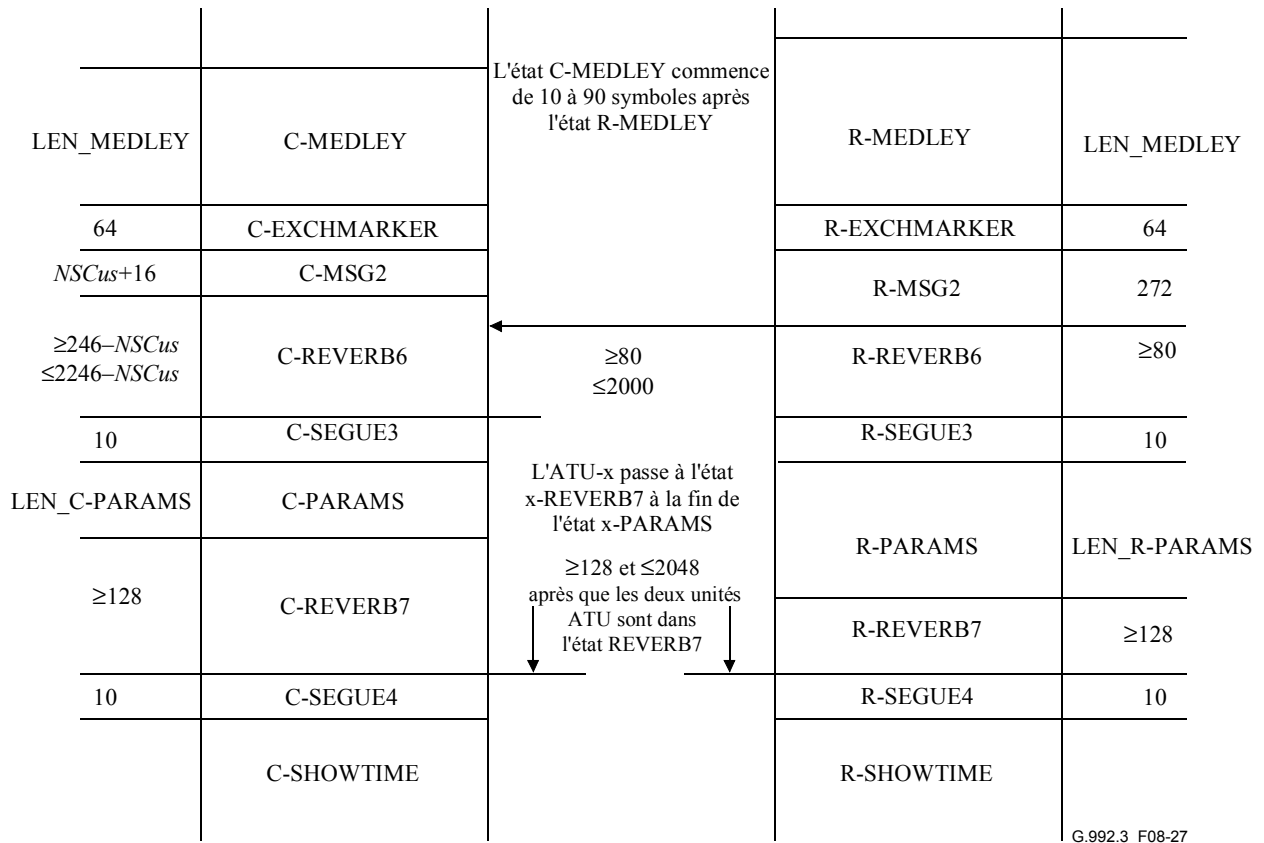 L'état C-MEDLEY commence
de 10 à 90 symboles après
l'état R-MEDLEY
LEN_MEDLEY
C-MEDLEY
R-MEDLEY
LEN_MEDLEY
64
C-EXCHMARKER
R-EXCHMARKER
64
NSCus+16
C-MSG2
R-MSG2
272
≥246–NSCus
≤2246–NSCus
C-REVERB6
≥80
≤2000
R-REVERB6
≥80
10
C-SEGUE3
R-SEGUE3
10
L'ATU-x passe à l'état
x-REVERB7 à la fin de
l'état x-PARAMS
LEN_C-PARAMS
C-PARAMS
R-PARAMS
LEN_R-PARAMS
≥128
C-REVERB7
≥128 et ≤2048
après que les deux unités
ATU sont dans
l'état REVERB7
R-REVERB7
≥128
10
C-SEGUE4
R-SEGUE4
10
C-SHOWTIME
R-SHOWTIME
G.992.3_F08-27